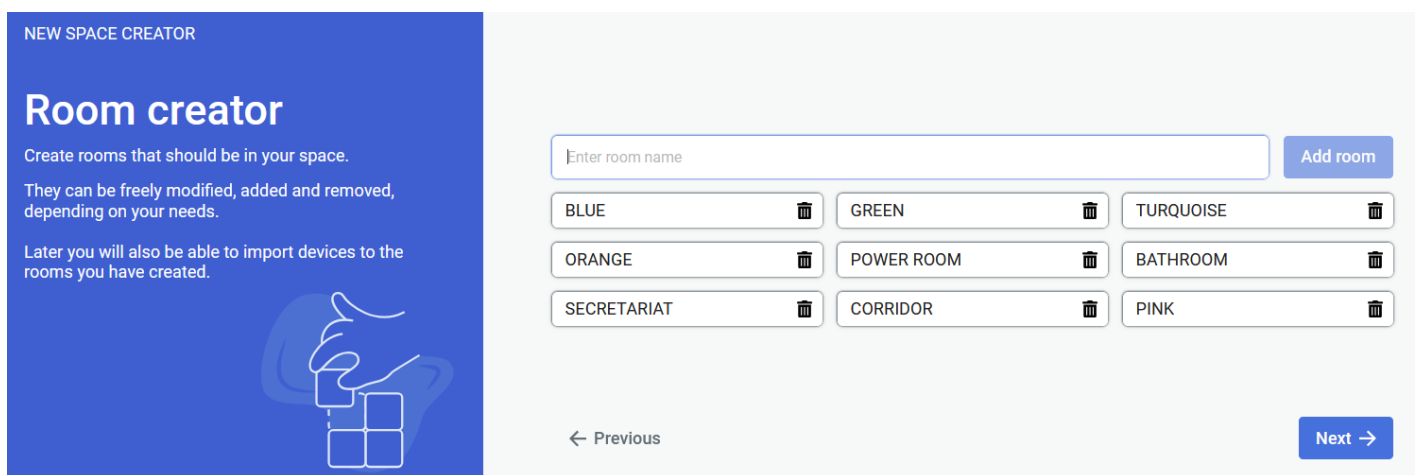 NEW SPACE CREATOR
Room creator
Create rooms that should be in your space.
They can be freely modified, added and removed,
depending on your needs.
Later you will also be able to import devices to the
rooms you have created.
Enter room name
Add room
BLUE
GREEN
TURQUOISE
ORANGE
POWER ROOM
BATHROOM
SECRETARIAT
CORRIDOR
PINK
Previous
Next